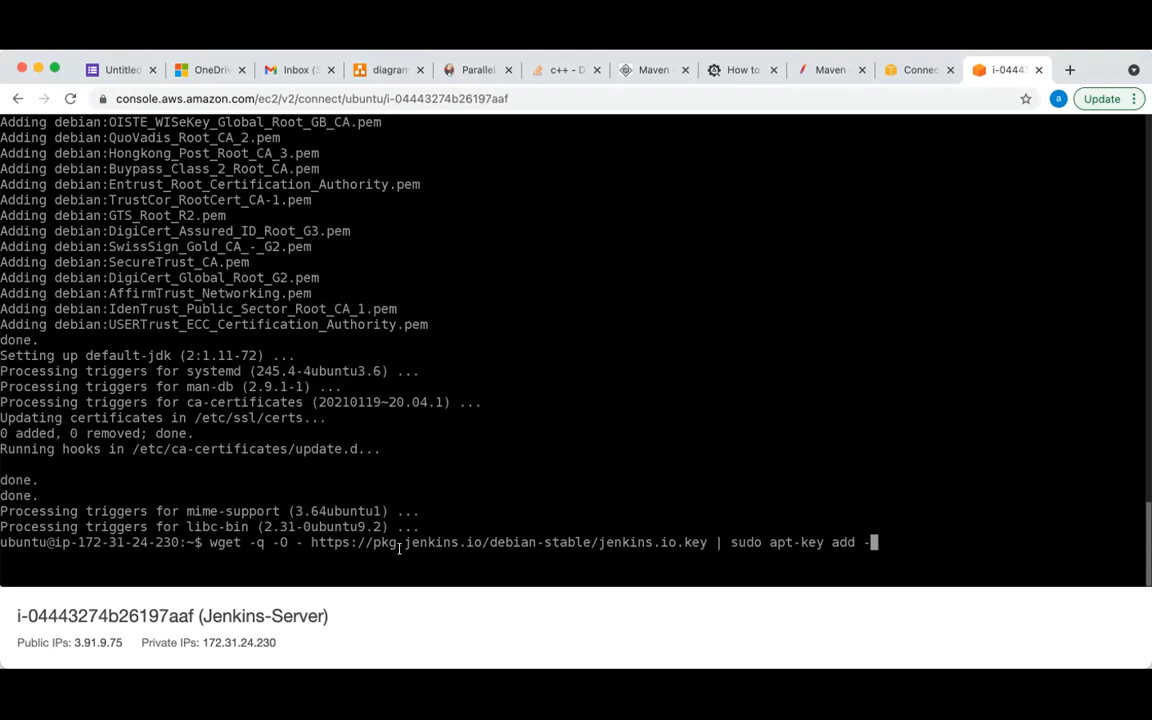 Untitled
OneDriv
Inbox (3
diagram
Parallel
c++ - D
Maven -
How to
Maven -
Connec
i-0444
console.aws.amazon.com/ec2/v2/connect/ubuntu/i-04443274b26197aaf
a
Update
Adding debian:OISTE_WISeKey_Global_Root_GB_CA.pem
Adding debian:QuoVadis_Root_CA_2.pem
Adding debian:Hongkong_Post_Root_CA_3.pem
Adding debian:Buypass_Class_2_Root_CA.pem
Adding debian:Entrust_Root_Certification_Authority.pem
Adding debian:TrustCor_RootCert_CA-1.pem
Adding debian:GTS_Root_R2.pem
Adding debian:DigiCert_Assured_ID_Root_G3.pem
Adding debian:SwissSign_Gold_CA_-_G2.pem
Adding debian:SecureTrust_CA.pem
Adding debian:DigiCert_Global_Root_G2.pem
Adding debian:AffirmTrust_Networking.pem
Adding debian:IdenTrust_Public_Sector_Root_CA_1.pem
Adding debian:USERTrust_ECC_Certification_Authority.pem
done.
Setting up default-jdk (2:1.11-72) ...
Processing triggers for systemd (245.4-4ubuntu3.6) ...
Processing triggers for man-db (2.9.1-1) ...
Processing triggers for ca-certificates (20210119~20.04.1) ...
Updating certificates in /etc/ssl/certs...
0 added, 0 removed; done.
Running hooks in /etc/ca-certificates/update.d...
done.
done.
Processing triggers for mime-support (3.64ubuntu1) ...
Processing triggers for libc-bin (2.31-0ubuntu9.2) ...
ubuntu@ip-172-31-24-230:~$ wget -q -O - https://pkg.jenkins.io/debian-stable/jenkins.io.key | sudo apt-key add -
i-04443274b26197aaf (Jenkins-Server)
Public IPs: 3.91.9.75 Private IPs: 172.31.24.230